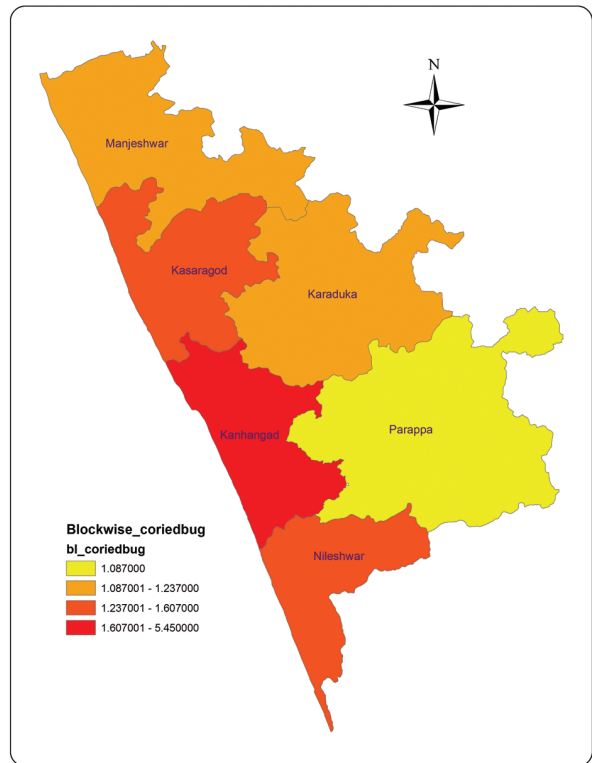 N
Manjeshwar
Kasaragod
Karaduka
Kanhangad
Parappa
Nileshwar
Blockwise_coriedbug
bl_coriedbug
1.087000
1.087001 - 1.237000
1.237001 - 1.607000
1.607001 - 5.450000